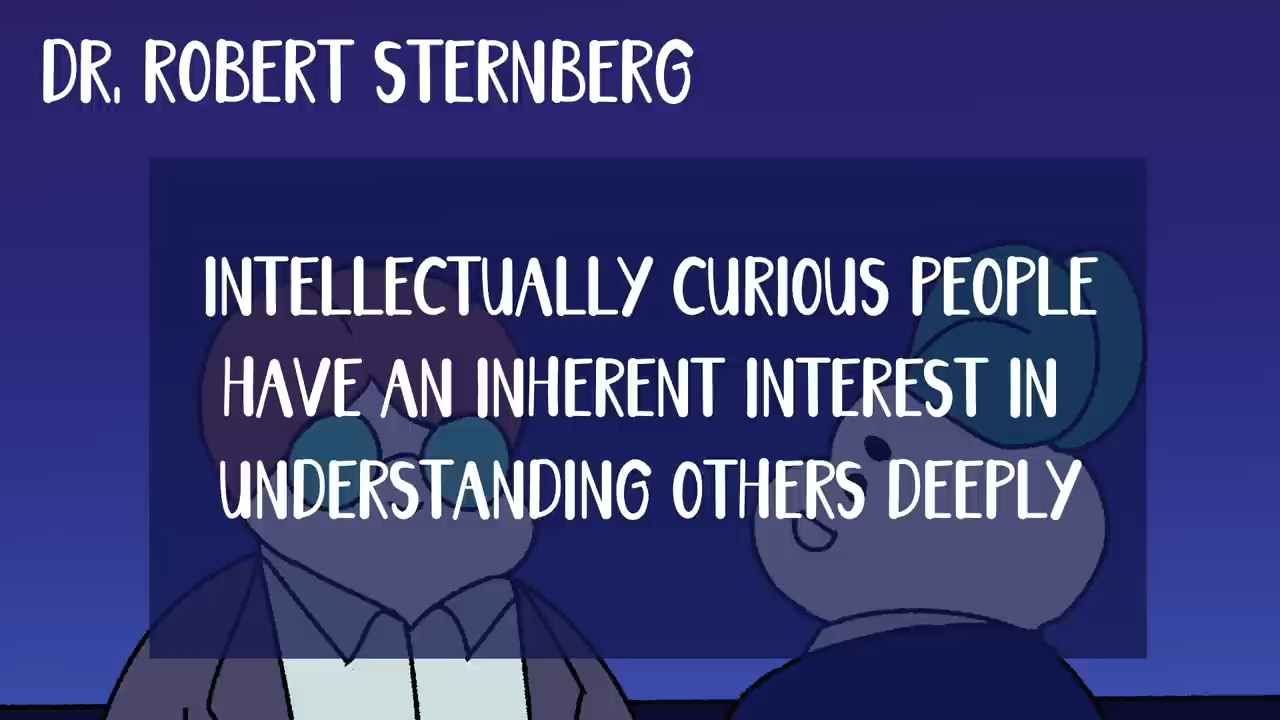 DR. ROBERT STERNBERG
INTELLECTUALLY CURIOUS PEOPLE
HAVE AN INHERENT INTEREST IN
UNDERSTANDING OTHERS DEEPLY